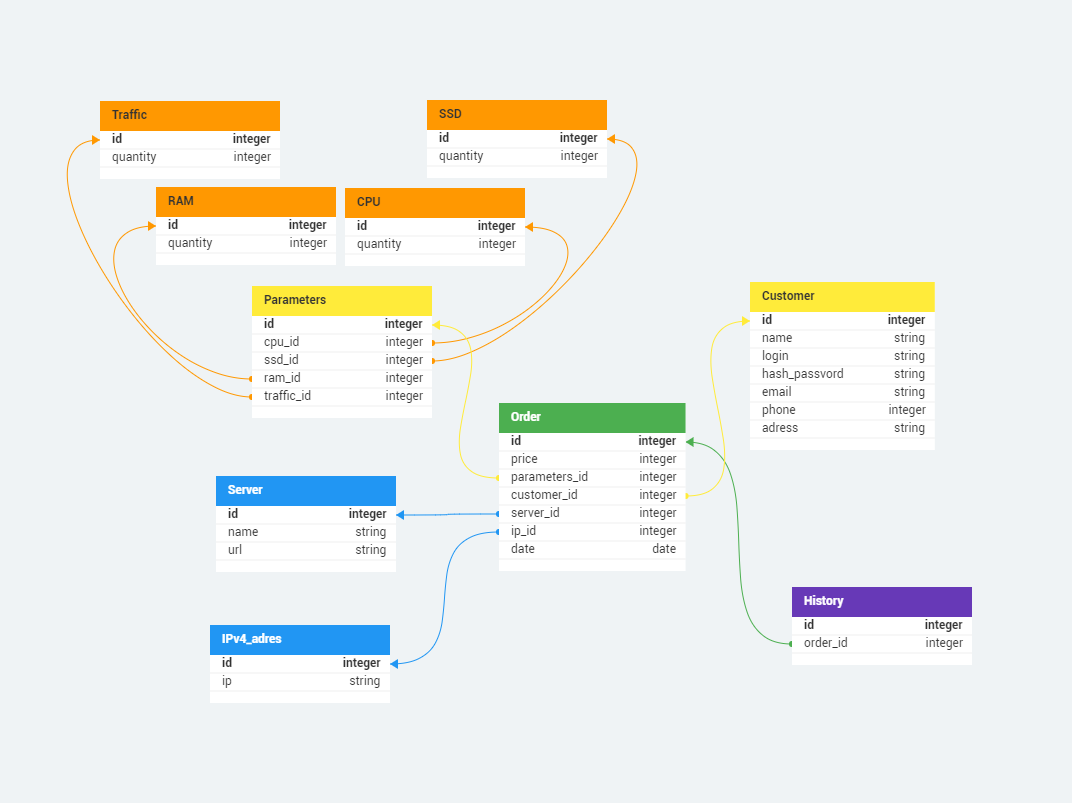 Traffic
id integer
quantity integer
SSD
id integer
quantity integer
RAM
id integer
quantity integer
CPU
id integer
quantity integer
Parameters
id integer
cpu_id integer
ssd_id integer
ram_id integer
traffic_id integer
Customer
id integer
name string
login string
hash_passvord string
email string
phone integer
adress string
Order
id integer
price integer
parameters_id integer
customer_id integer
server_id integer
ip_id integer
date date
Server
id integer
name string
url string
IPv4_adres
id integer
ip string
History
id integer
order_id integer